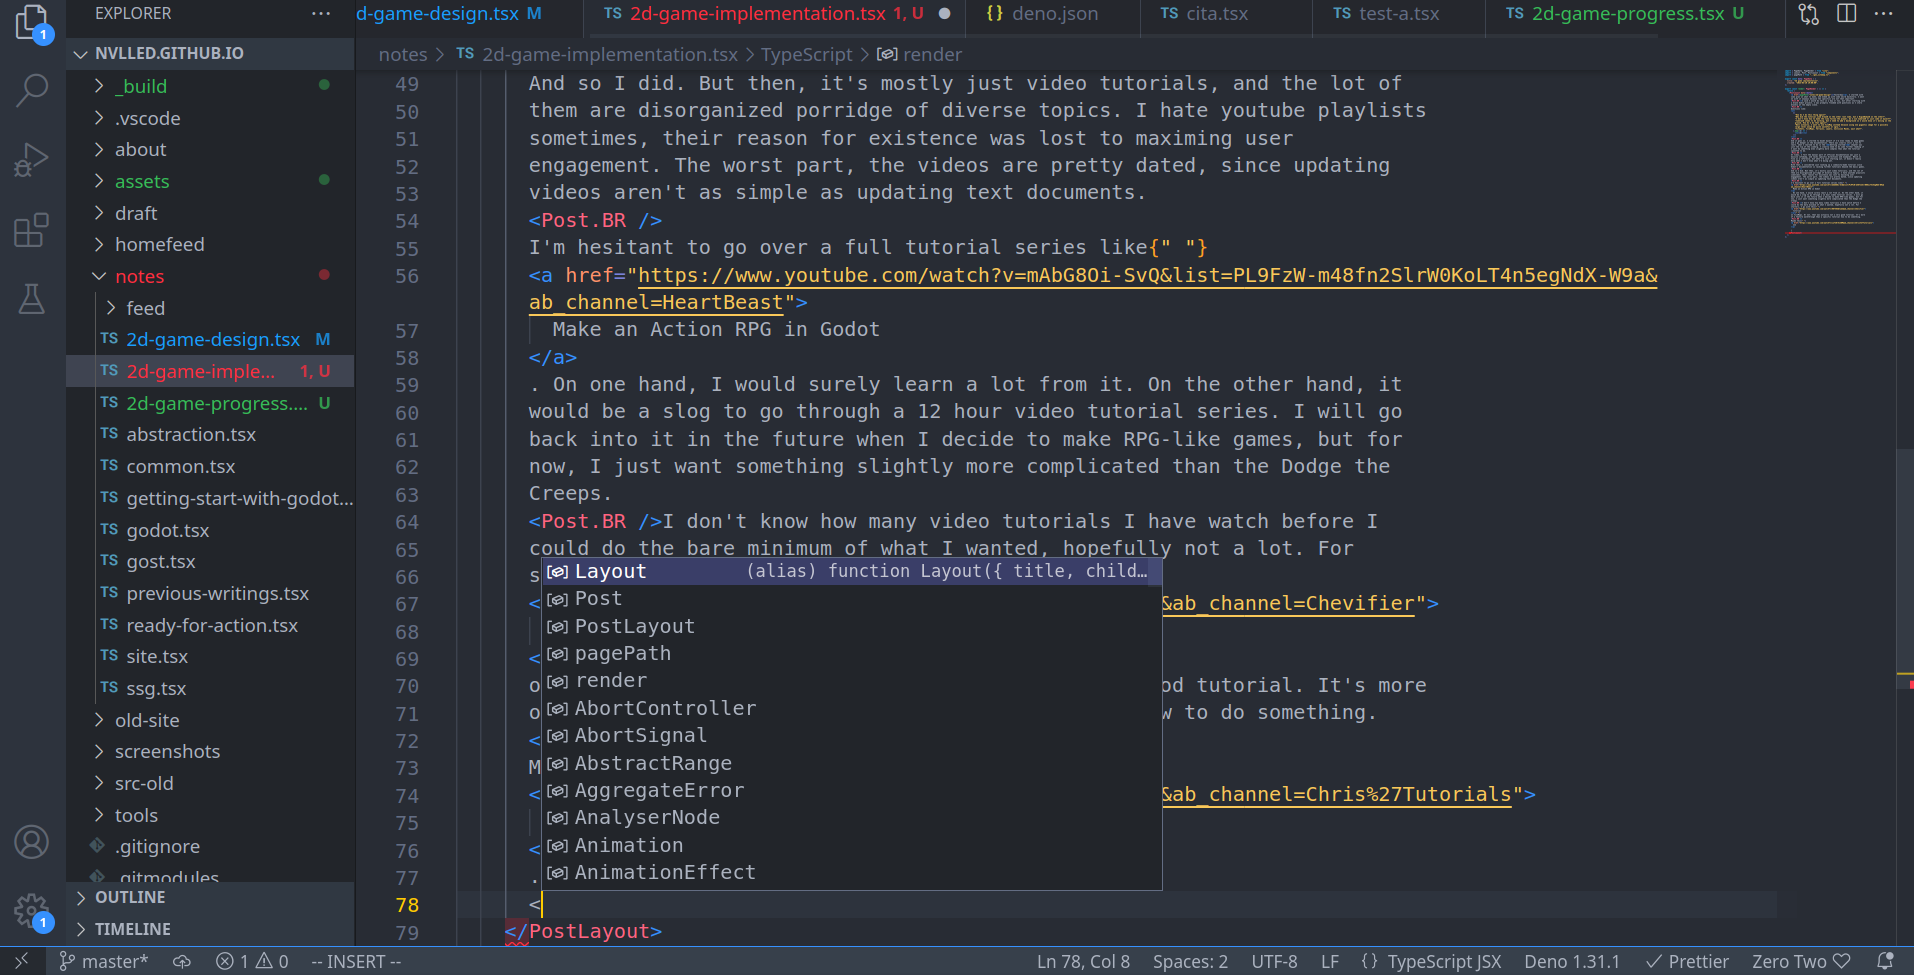 EXPLORER ···
1
NVLLED.GITHUB.IO
_build
.vscode
about
assets
draft
homefeed
notes
feed
TS 2d-game-design.tsx M
TS 2d-game-imple... 1, U
TS 2d-game-progress.... U
TS abstraction.tsx
TS common.tsx
TS getting-start-with-godot...
TS godot.tsx
TS gost.tsx
TS previous-writings.tsx
TS ready-for-action.tsx
TS site.tsx
TS ssg.tsx
old-site
screenshots
src-old
tools
.gitignore
.gitmodules
OUTLINE
TIMELINE
1
d-game-design.tsx M
TS 2d-game-implementation.tsx 1, U
{} deno.json
TS cita.tsx
TS test-a.tsx
TS 2d-game-progress.tsx U
···
notes > TS 2d-game-implementation.tsx > TypeScript > render
49 And so I did. But then, it's mostly just video tutorials, and the lot of
50 them are disorganized porridge of diverse topics. I hate youtube playlists
51 sometimes, their reason for existence was lost to maximing user
52 engagement. The worst part, the videos are pretty dated, since updating
53 videos aren't as simple as updating text documents.
54 <Post.BR />
55 I'm hesitant to go over a full tutorial series like{" "}
56 <a href="https://www.youtube.com/watch?v=mAbG8Oi-SvQ&list=PL9FzW-m48fn2SlrW0KoLT4n5egNdX-W9a&
ab_channel=HeartBeast">
57 Make an Action RPG in Godot
58 </a>
59 . On one hand, I would surely learn a lot from it. On the other hand, it
60 would be a slog to go through a 12 hour video tutorial series. I will go
61 back into it in the future when I decide to make RPG-like games, but for
62 now, I just want something slightly more complicated than the Dodge the
63 Creeps.
64 <Post.BR />I don't know how many video tutorials I have watch before I
65 could do the bare minimum of what I wanted, hopefully not a lot. For
66 s
67 < &ab_channel=Chevifier">
68
69 <
70 o od tutorial. It's more
71 o w to do something.
72 <
73 M
74 < &ab_channel=Chris%27Tutorials">
75
76 <
77 .
78 <
79 </PostLayout>
Layout (alias) function Layout({ title, child...
Post
PostLayout
pagePath
render
AbortController
AbortSignal
AbstractRange
AggregateError
AnalyserNode
Animation
AnimationEffect
master* 1 0 -- INSERT -- Ln 78, Col 8 Spaces: 2 UTF-8 LF {} TypeScript JSX Deno 1.31.1 Prettier Zero Two ♡